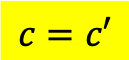 c = c′